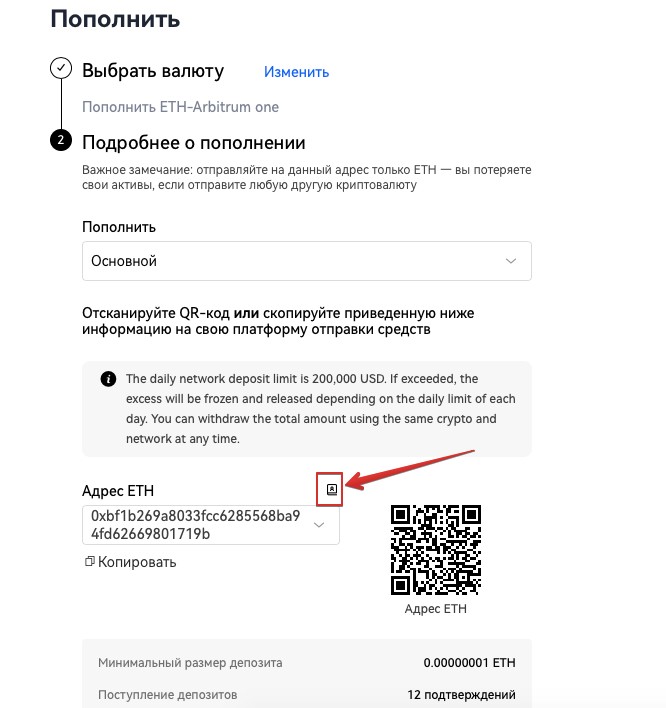 Пополнить
Выбрать валюту Изменить
Пополнить ETH-Arbitrum one
2 Подробнее о пополнении
Важное замечание: отправляйте на данный адрес только ETH — вы потеряете
свои активы, если отправите любую другую криптовалюту
Пополнить
Основной
Отсканируйте QR-код или скопируйте приведенную ниже
информацию на свою платформу отправки средств
The daily network deposit limit is 200,000 USD. If exceeded, the
excess will be frozen and released depending on the daily limit of each
day. You can withdraw the total amount using the same crypto and
network at any time.
Адрес ETH
0xbf1b269a8033fcc6285568ba9
4fd62669801719b
Копировать
Адрес ETH
Минимальный размер депозита 0.00000001 ETH
Поступление депозитов 12 подтверждений